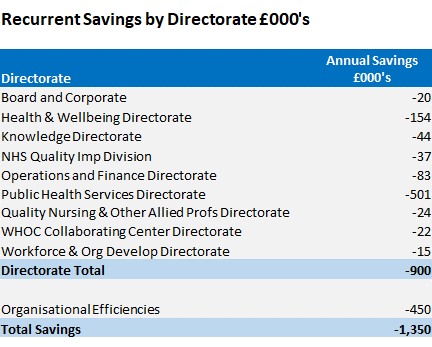 Recurrent Savings by Directorate £000's
Annual Savings
Directorate £000's
Board and Corporate -20
Health & Wellbeing Directorate -154
Knowledge Directorate -44
NHS Quality Imp Division -37
Operations and Finance Directorate -83
Public Health Services Directorate -501
Quality Nursing & Other Allied Profs Directorate -24
WHOC Collaborating Center Directorate -22
Workforce & Org Develop Directorate -15
Directorate Total -900
Organisational Efficiencies -450
Total Savings -1,350